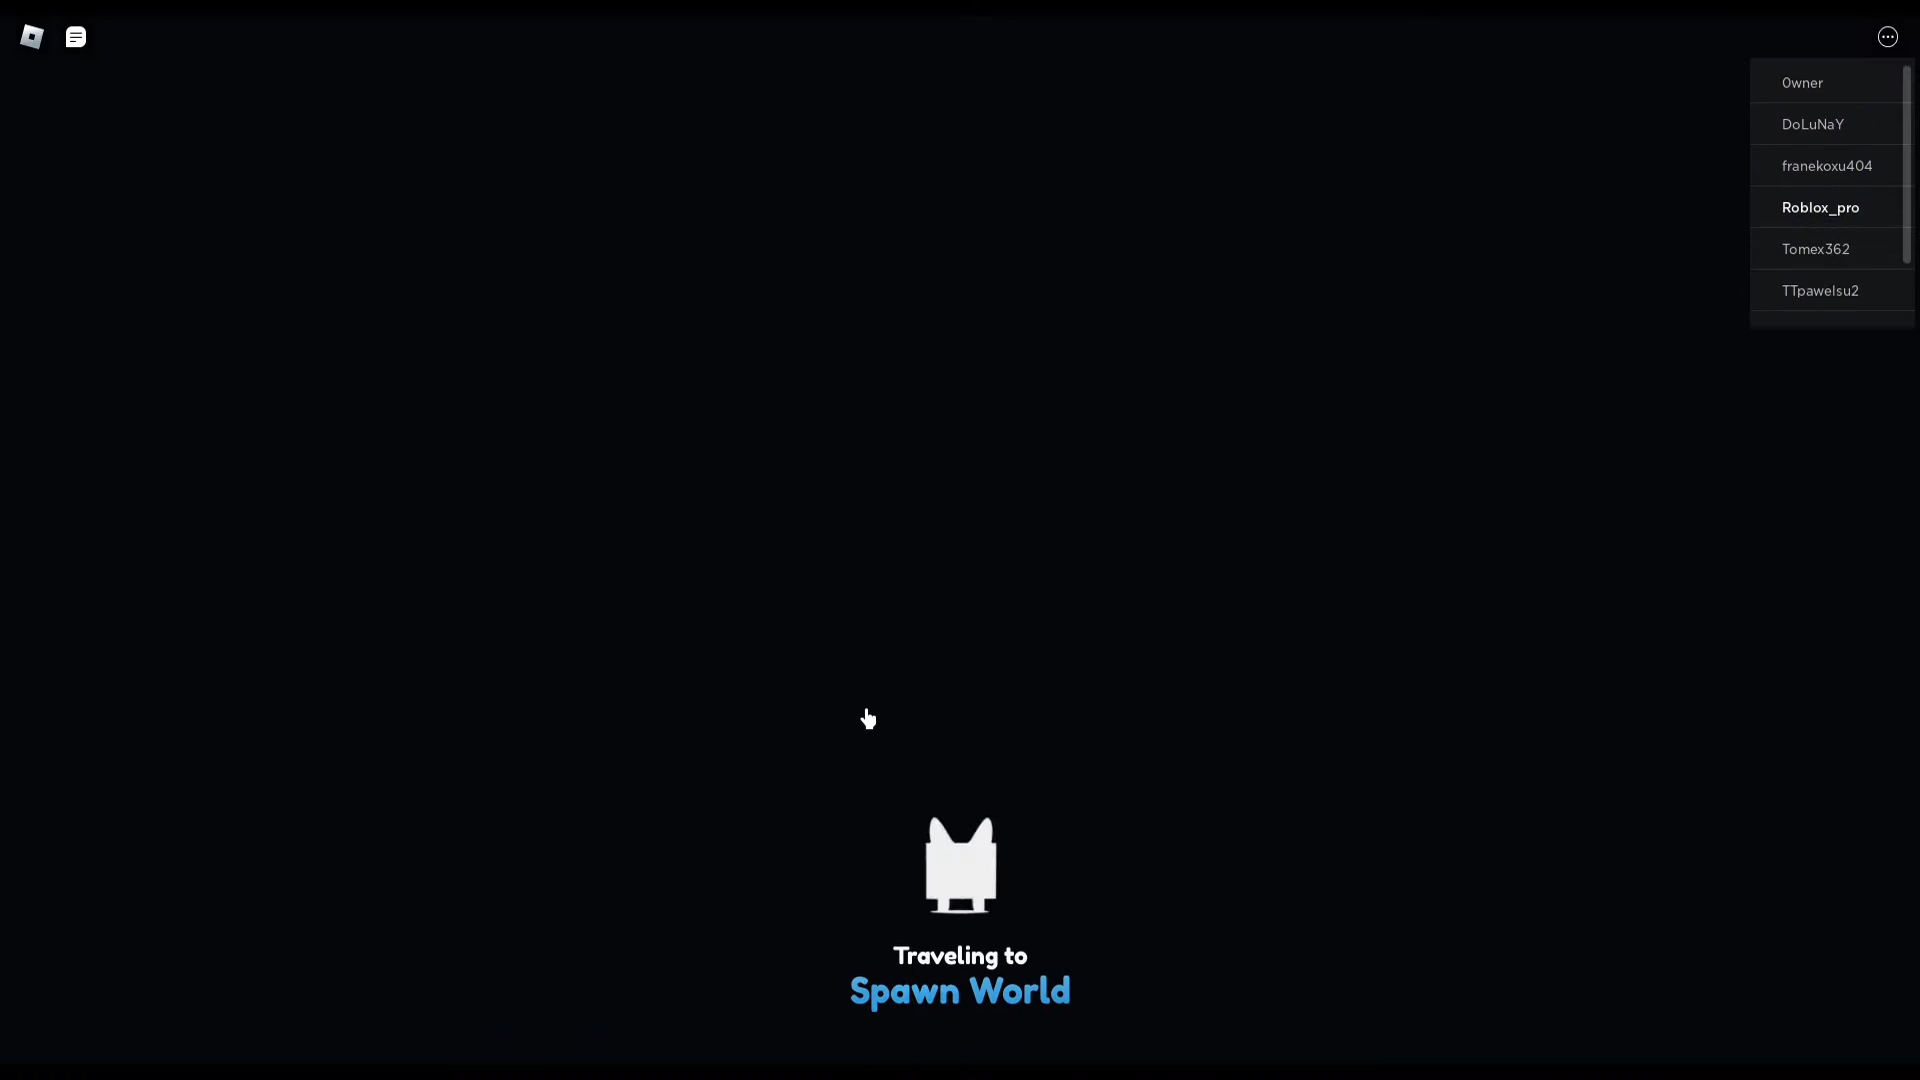 0wner
DoLuNaY
franekoxu404
Roblox_pro
Tomex362
TTpawelsu2
Traveling to
Spawn World